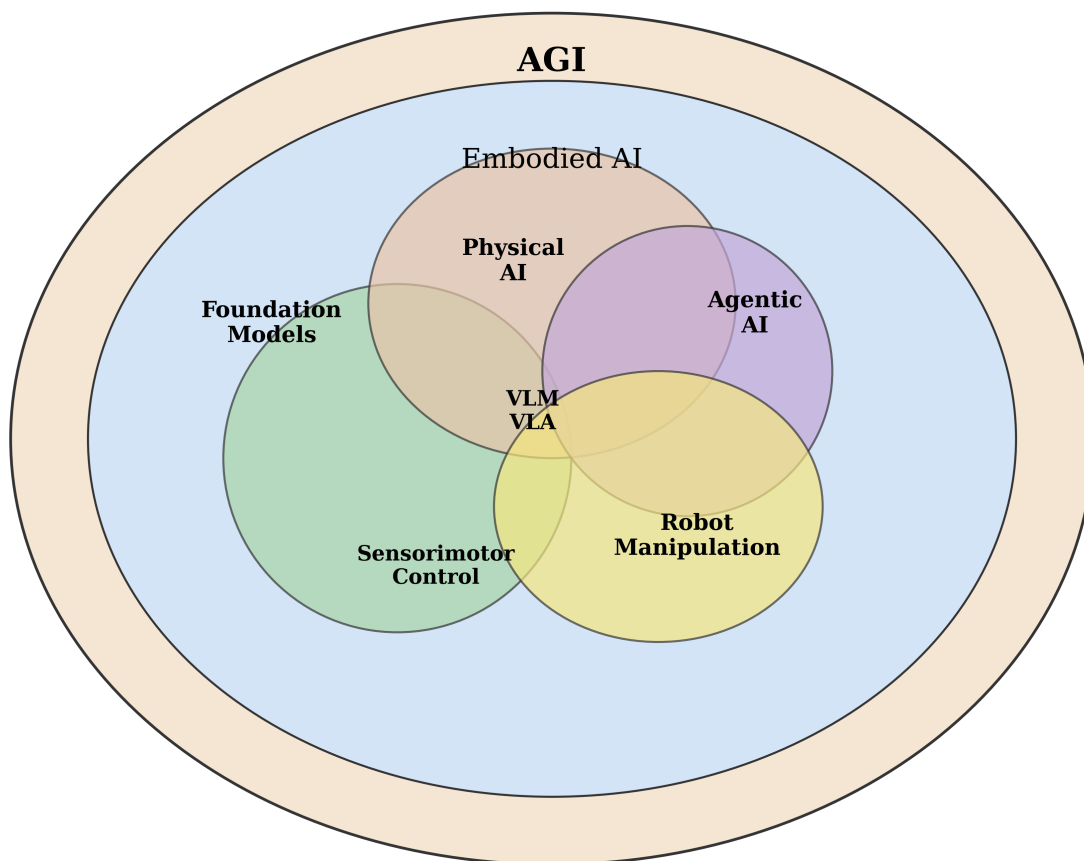 AGI
Embodied AI
Physical
AI
Foundation
Models
Agentic
AI
VLM
VLA
Robot
Manipulation
Sensorimotor
Control